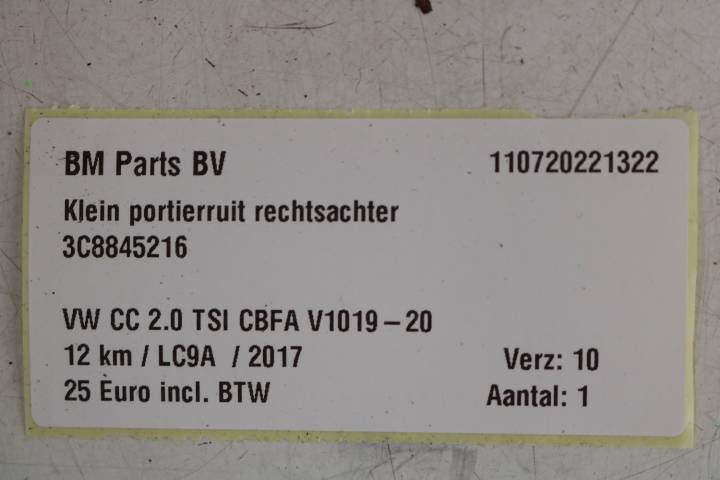 BM Parts BV 110720221322
Klein portierruit rechtsachter
3C8845216
VW CC 2.0 TSI CBFA V1019-20
12 km / LC9A / 2017 Verz: 10
25 Euro incl. BTW Aantal: 1